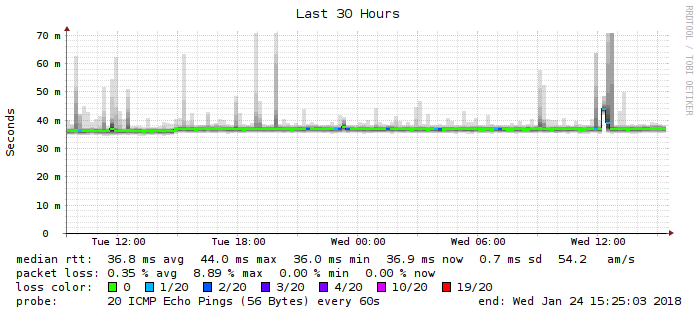 Last 30 Hours
RRDTOOL / TOBI OETIKER
Seconds
70 m
60 m
50 m
40 m
30 m
20 m
10 m
0
Tue 12:00 Tue 18:00 Wed 00:00 Wed 06:00 Wed 12:00
median rtt: 36.8 ms avg 44.0 ms max 36.0 ms min 36.9 ms now 0.7 ms sd 54.2 am/s
packet loss: 0.35 % avg 8.89 % max 0.00 % min 0.00 % now
loss color: 0 1/20 2/20 3/20 4/20 10/20 19/20
probe: 20 ICMP Echo Pings (56 Bytes) every 60s end: Wed Jan 24 15:25:03 2018